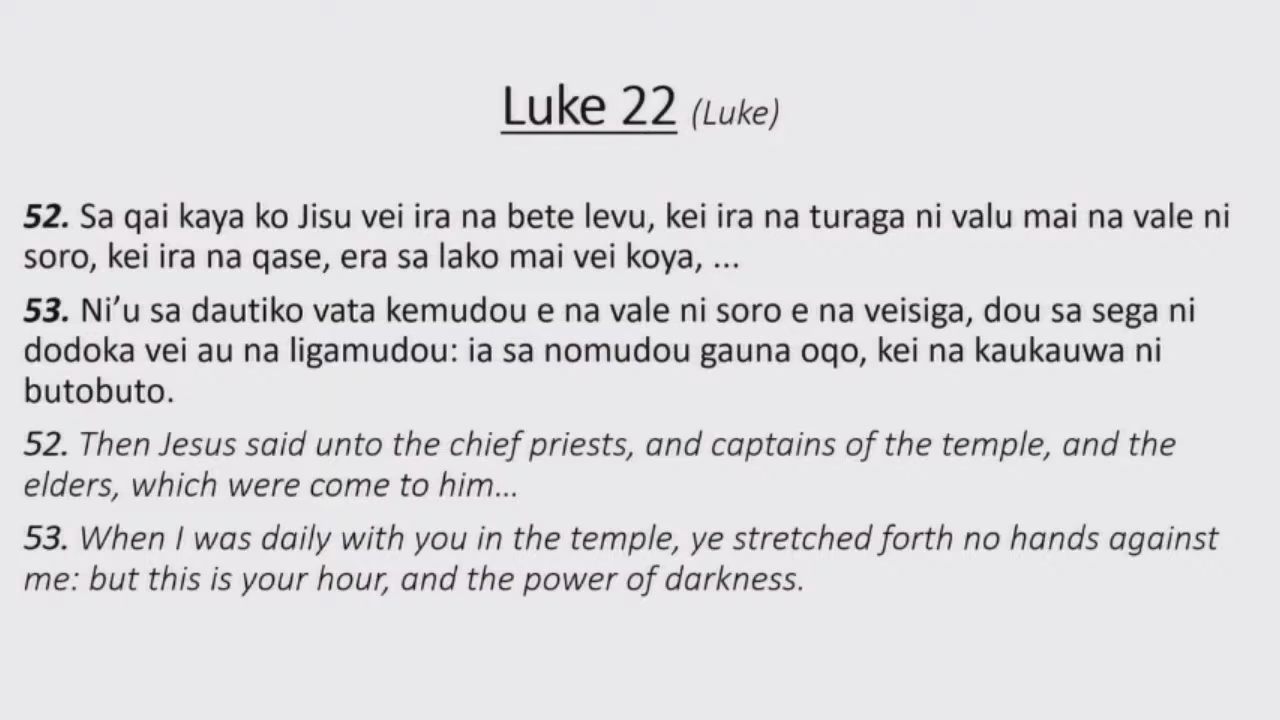 Luke 22 (Luke)
52. Sa qai kaya ko Jisu vei ira na bete levu, kei ira na turaga ni valu mai na vale ni
soro, kei ira na qase, era sa lako mai vei koya, ...
53. Ni’u sa dautiko vata kemudou e na vale ni soro e na veisiga, dou sa sega ni
dodoka vei au na ligamudou: ia sa nomudou gauna oqo, kei na kaukauwa ni
butobuto.
52. Then Jesus said unto the chief priests, and captains of the temple, and the
elders, which were come to him...
53. When I was daily with you in the temple, ye stretched forth no hands against
me: but this is your hour, and the power of darkness.